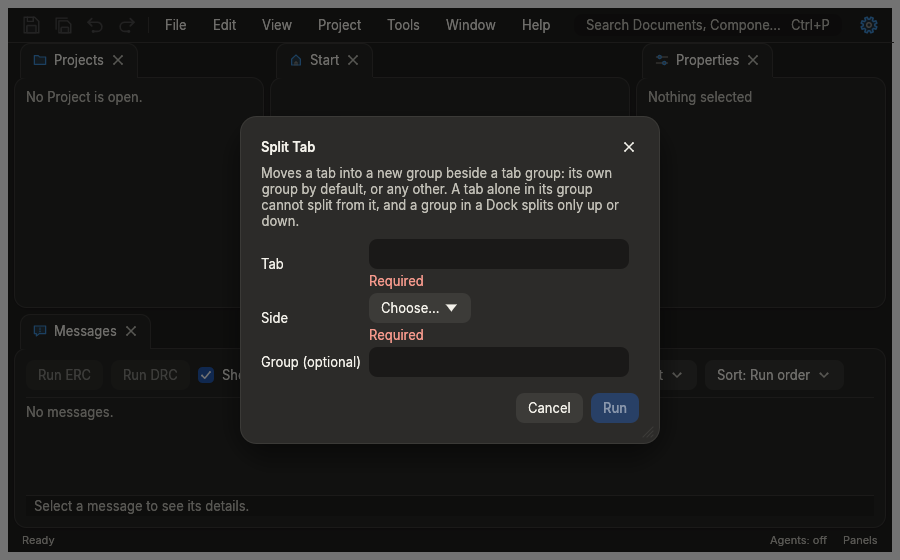 File Edit View Project Tools Window Help Search Documents, Compone... Ctrl+P
Projects
Start
Properties
No Project is open.
Nothing selected
Split Tab
Moves a tab into a new group beside a tab group: its own
group by default, or any other. A tab alone in its group
cannot split from it, and a group in a Dock splits only up or
down.
Tab
Required
Side
Choose...
Required
Group (optional)
Cancel
Run
Messages
Run ERC
Run DRC
Sort: Run order
No messages.
Select a message to see its details.
Ready
Agents: off
Panels